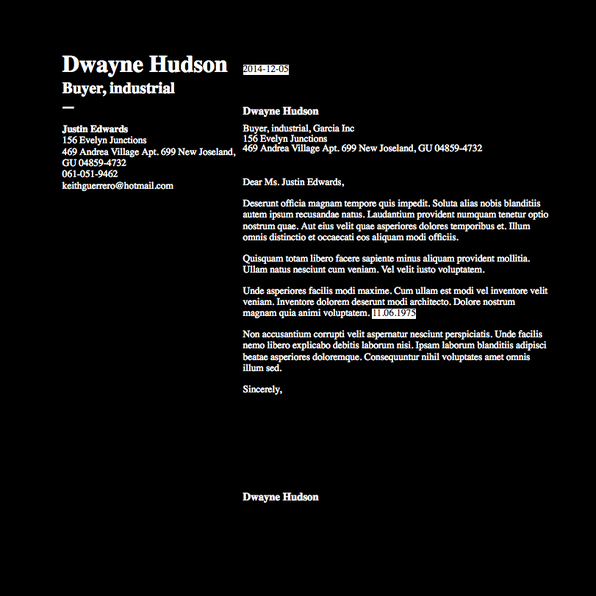 Dwayne Hudson
Buyer, industrial
—
Justin Edwards
156 Evelyn Junctions
469 Andrea Village Apt. 699 New Joseland,
GU 04859-4732
061-051-9462
keithguerrero@hotmail.com
2014-12-05
Dwayne Hudson
Buyer, industrial, Garcia Inc
156 Evelyn Junctions
469 Andrea Village Apt. 699 New Joseland, GU 04859-4732
Dear Ms. Justin Edwards,
Deserunt officia magnam tempore quis impedit. Soluta alias nobis blanditiis
autem ipsum recusandae natus. Laudantium provident numquam tenetur optio
nostrum quae. Aut eius velit quae asperiores dolores temporibus et. Illum
omnis distinctio et occaecati eos aliquam modi officiis.
Quisquam totam libero facere sapiente minus aliquam provident mollitia.
Ullam natus nesciunt cum veniam. Vel velit iusto voluptatem.
Unde asperiores facilis modi maxime. Cum ullam est modi vel inventore velit
veniam. Inventore dolorem deserunt modi architecto. Dolore nostrum
magnam quia animi voluptatem. 11.06.1975
Non accusantium corrupti velit aspernatur nesciunt perspiciatis. Unde facilis
nemo libero explicabo debitis laborum nisi. Ipsam laborum blanditiis adipisci
beatae asperiores doloremque. Consequuntur nihil voluptates amet omnis
illum sed.
Sincerely,
Dwayne Hudson